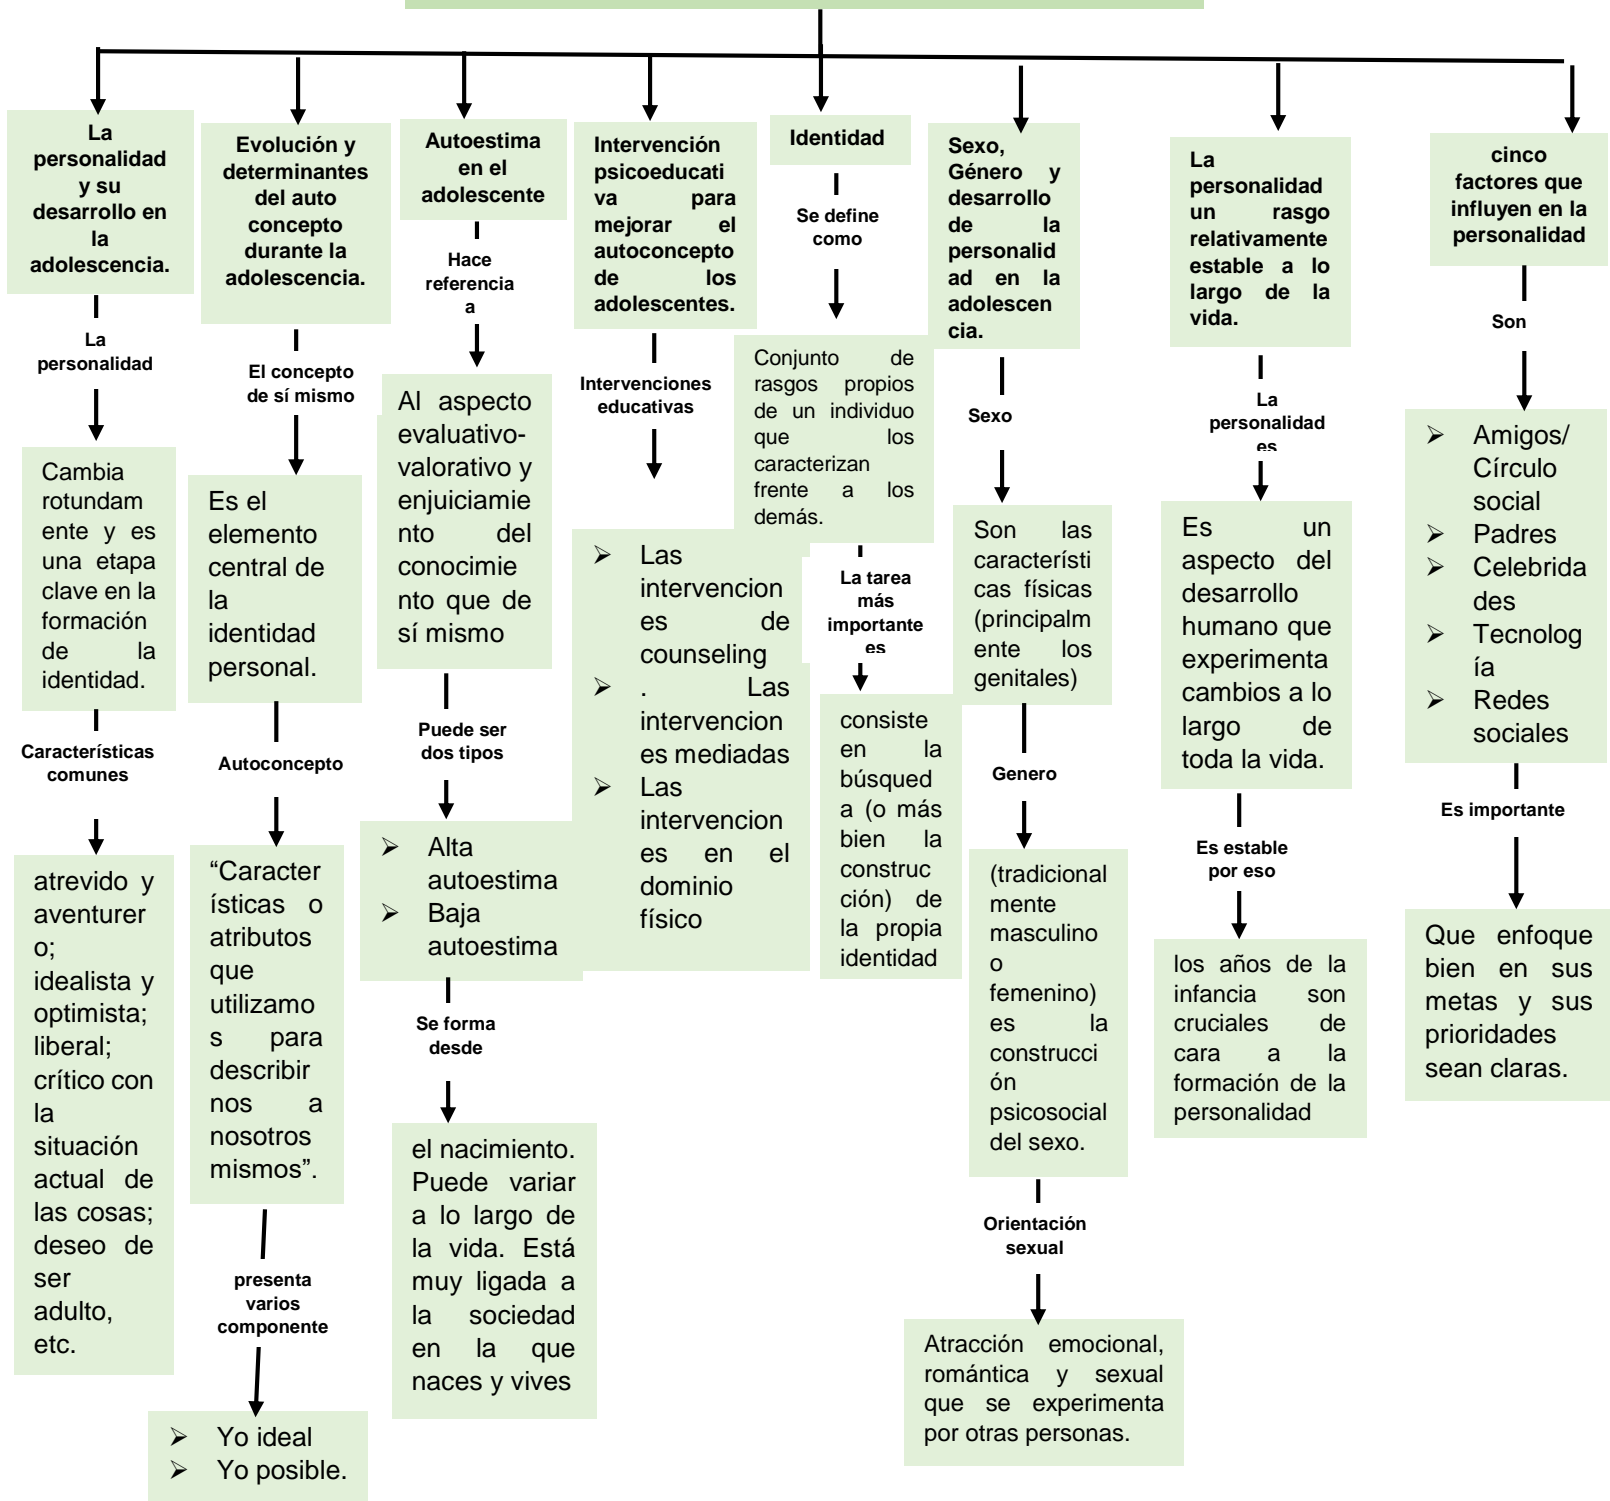 La
personalidad
y su
desarrollo en
la
adolescencia.
La
personalidad
Cambia
rotundam
ente y es
una etapa
clave en la
formación
de la
identidad.
Características
comunes
atrevido y
aventurer
o;
idealista y
optimista;
liberal;
crítico con
la
situación
actual de
las cosas;
deseo de
ser
adulto,
etc.
Evolución y
determinantes
del auto
concepto
durante la
adolescencia.
El concepto
de sí mismo
Es el
elemento
central de
la
identidad
personal.
Autoconcepto
“Caracter
ísticas o
atributos
que
utilizamo
s para
describir
nos a
nosotros
mismos”.
presenta
varios
componente
➢ Yo ideal
➢ Yo posible.
Autoestima
en el
adolescente
Hace
referencia
a
Al aspecto
evaluativo-
valorativo y
enjuiciamie
nto del
conocimie
nto que de
sí mismo
Puede ser
dos tipos
➢ Alta
autoestima
➢ Baja
autoestima
Se forma
desde
el nacimiento.
Puede variar
a lo largo de
la vida. Está
muy ligada a
la sociedad
en la que
naces y vives
Intervención
psicoeducati
va para
mejorar el
autoconcepto
de los
adolescentes.
Intervenciones
educativas
➢ Las
intervencion
es de
counseling
➢ . Las
intervencion
es mediadas
➢ Las
intervencion
es en el
dominio
físico
Identidad
Se define
como
Conjunto de
rasgos propios
de un individuo
que los
caracterizan
frente a los
demás.
La tarea
más
importante
es
consiste
en la
búsqued
a (o más
bien la
construc
ción) de
la propia
identidad
Sexo,
Género y
desarrollo
de la
personalid
ad en la
adolescen
cia.
Sexo
Son las
característi
cas físicas
(principalm
ente los
genitales)
Genero
(tradicional
mente
masculino
o
femenino)
es la
construcci
ón
psicosocial
del sexo.
Orientación
sexual
Atracción emocional,
romántica y sexual
que se experimenta
por otras personas.
La
personalidad
un rasgo
relativamente
estable a lo
largo de la
vida.
La
personalidad
es
Es un
aspecto del
desarrollo
humano que
experimenta
cambios a lo
largo de
toda la vida.
Es estable
por eso
los años de la
infancia son
cruciales de
cara a la
formación de la
personalidad
cinco
factores que
influyen en la
personalidad
Son
➢ Amigos/
Círculo
social
➢ Padres
➢ Celebrida
des
➢ Tecnolog
ía
➢ Redes
sociales
Es importante
Que enfoque
bien en sus
metas y sus
prioridades
sean claras.